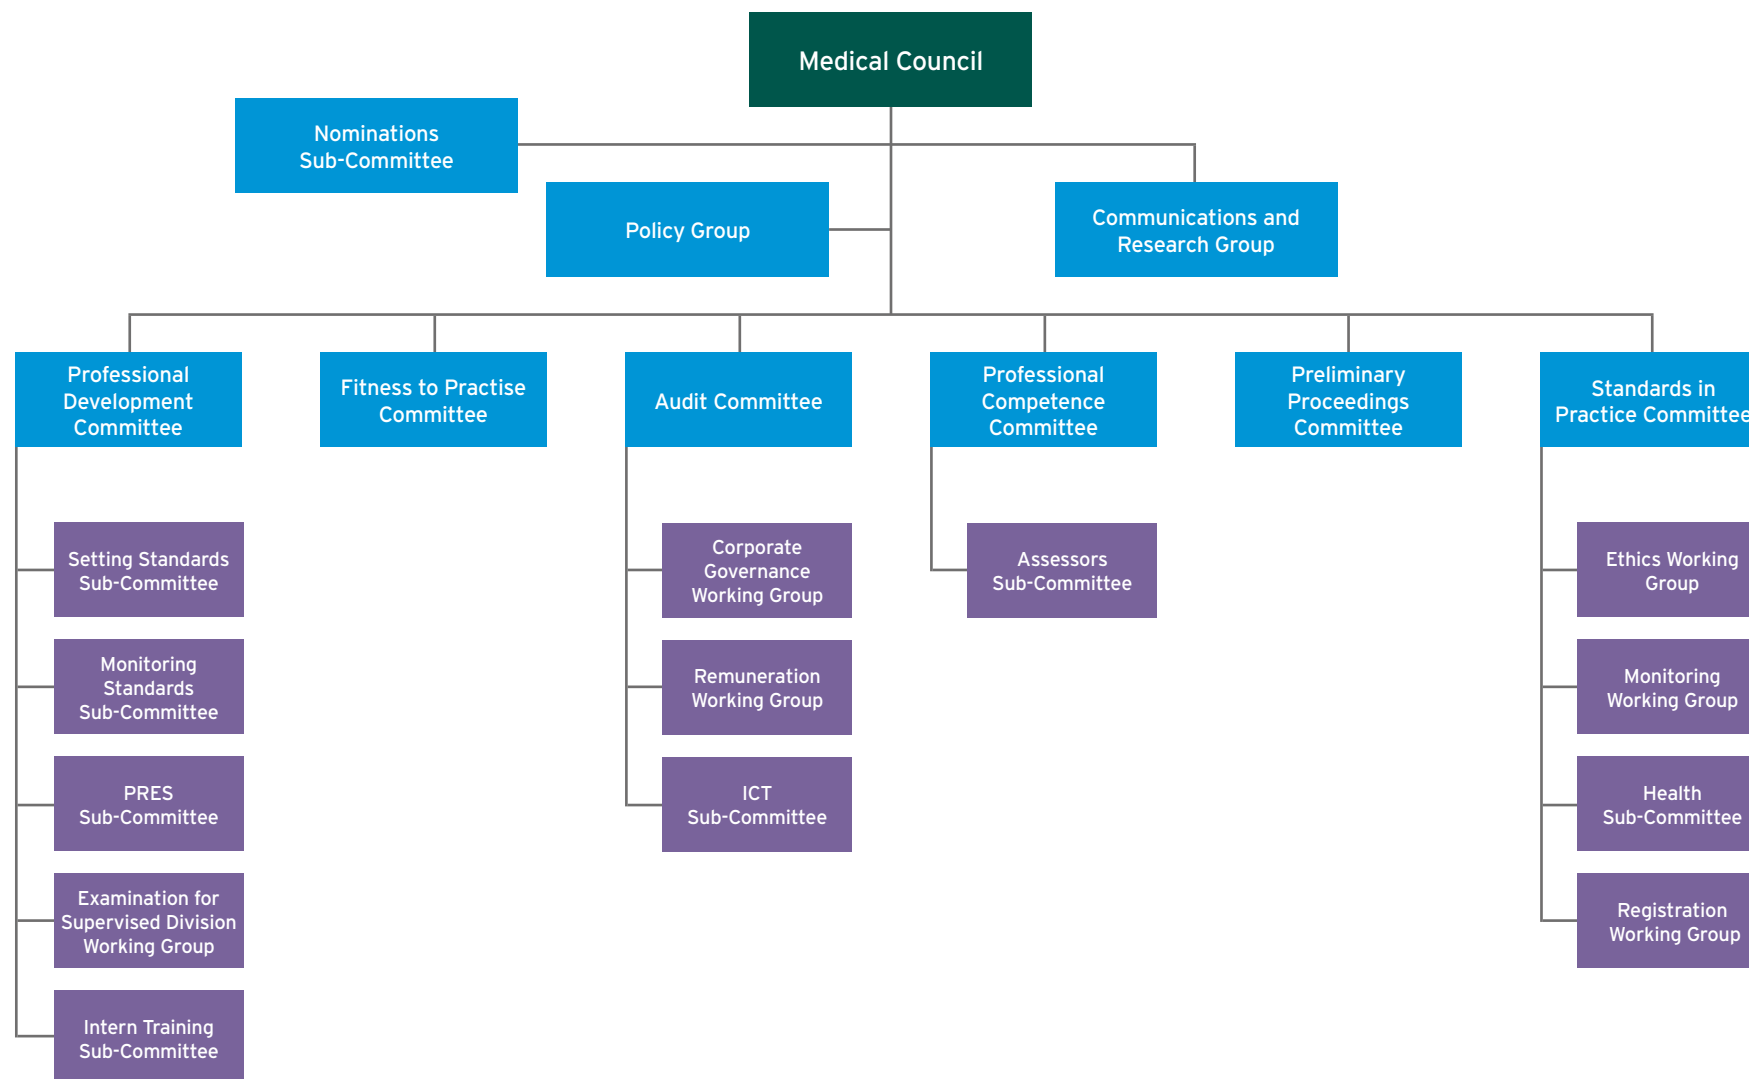 Medical Council
Nominations
Sub-Committee
Policy Group
Communications and
Research Group
Professional
Development
Committee
Fitness to Practise
Committee
Audit Committee
Professional
Competence
Committee
Preliminary
Proceedings
Committee
Standards in
Practice Committee
Setting Standards
Sub-Committee
Monitoring
Standards
Sub-Committee
PRES
Sub-Committee
Examination for
Supervised Division
Working Group
Intern Training
Sub-Committee
Corporate
Governance
Working Group
Remuneration
Working Group
ICT
Sub-Committee
Assessors
Sub-Committee
Ethics Working
Group
Monitoring
Working Group
Health
Sub-Committee
Registration
Working Group